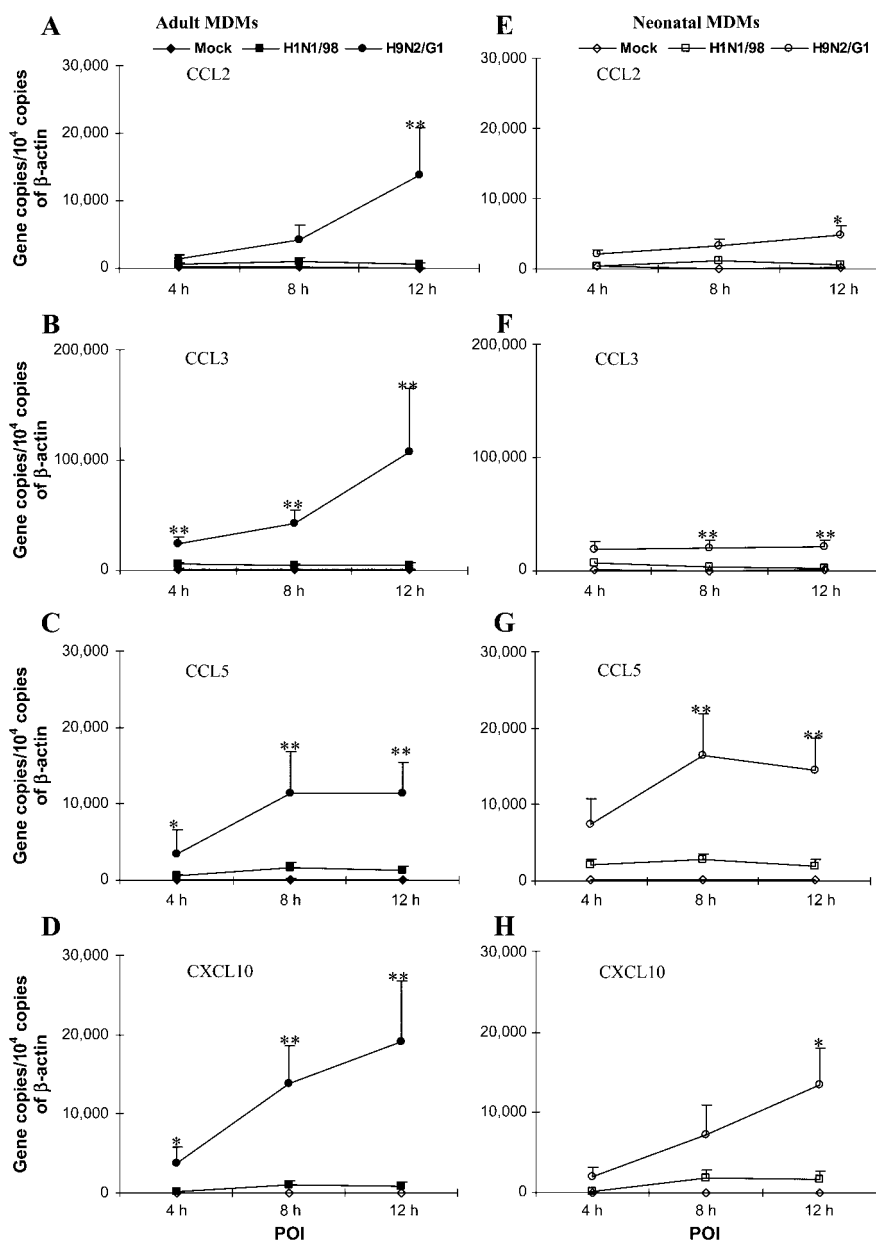 A
Adult MDMs
Mock H1N1/98 H9N2/G1
30,000
20,000
10,000
0
CCL2
**
4 h 8 h 12 h
Gene copies/10⁴ copies
of β-actin
E
Neonatal MDMs
Mock H1N1/98 H9N2/G1
30,000
20,000
10,000
0
CCL2
*
4 h 8 h 12 h
B
200,000
100,000
0
CCL3
** ** **
4 h 8 h 12 h
Gene copies/10⁴ copies
of β-actin
F
200,000
100,000
0
CCL3
** **
4 h 8 h 12 h
C
30,000
20,000
10,000
0
CCL5
* ** **
4 h 8 h 12 h
Gene copies/10⁴ copies
of β-actin
G
30,000
20,000
10,000
0
CCL5
** **
4 h 8 h 12 h
D
30,000
20,000
10,000
0
CXCL10
* ** **
4 h 8 h 12 h
Gene copies/10⁴ copies
of β-actin
POI
H
30,000
20,000
10,000
0
CXCL10
*
4 h 8 h 12 h
POI